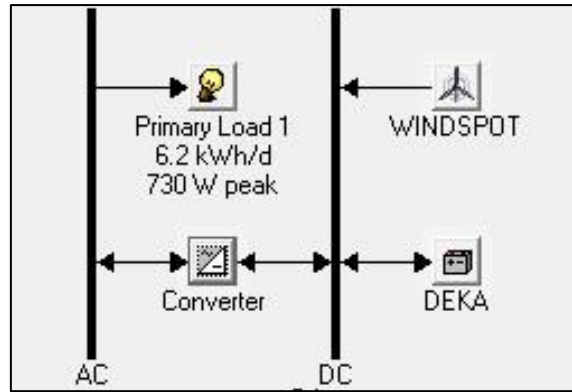 Primary Load 1
6.2 kWh/d
730 W peak
WINDSPOT
Converter
DEKA
AC
DC